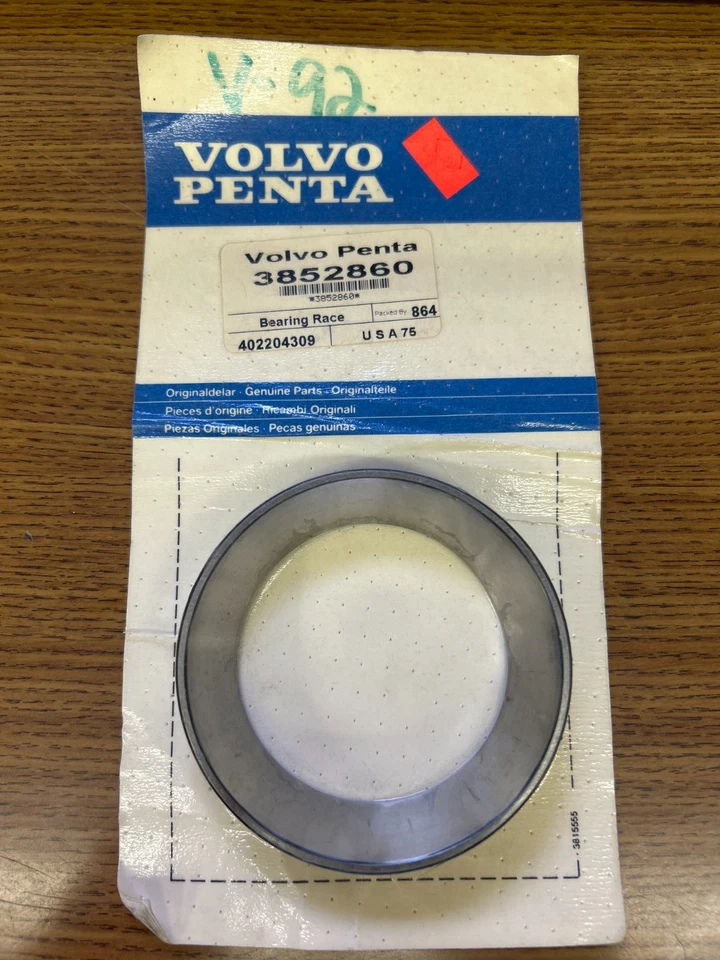 V-92
VOLVO
PENTA
Volvo Penta
3852860
*3852860*
Bearing Race Packed By 864
402204309 U S A 75
Originaldelar · Genuine Parts · Originalteile
Pieces d'origine · Ricambi Originali
Piezas Originales · Pecas genuinas
3815555